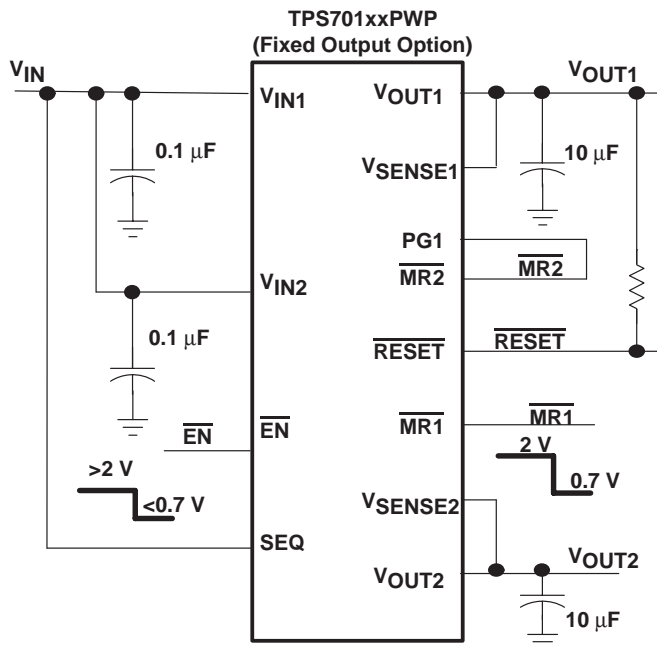 TPS701xxPWP
(Fixed Output Option)
VIN
VIN1
0.1 μF
VIN2
0.1 μF
EN
EN
>2 V
<0.7 V
SEQ
VOUT1
VOUT1
10 μF
VSENSE1
PG1
MR2
MR2
RESET
RESET
MR1
MR1
2 V
0.7 V
VSENSE2
VOUT2
VOUT2
10 μF